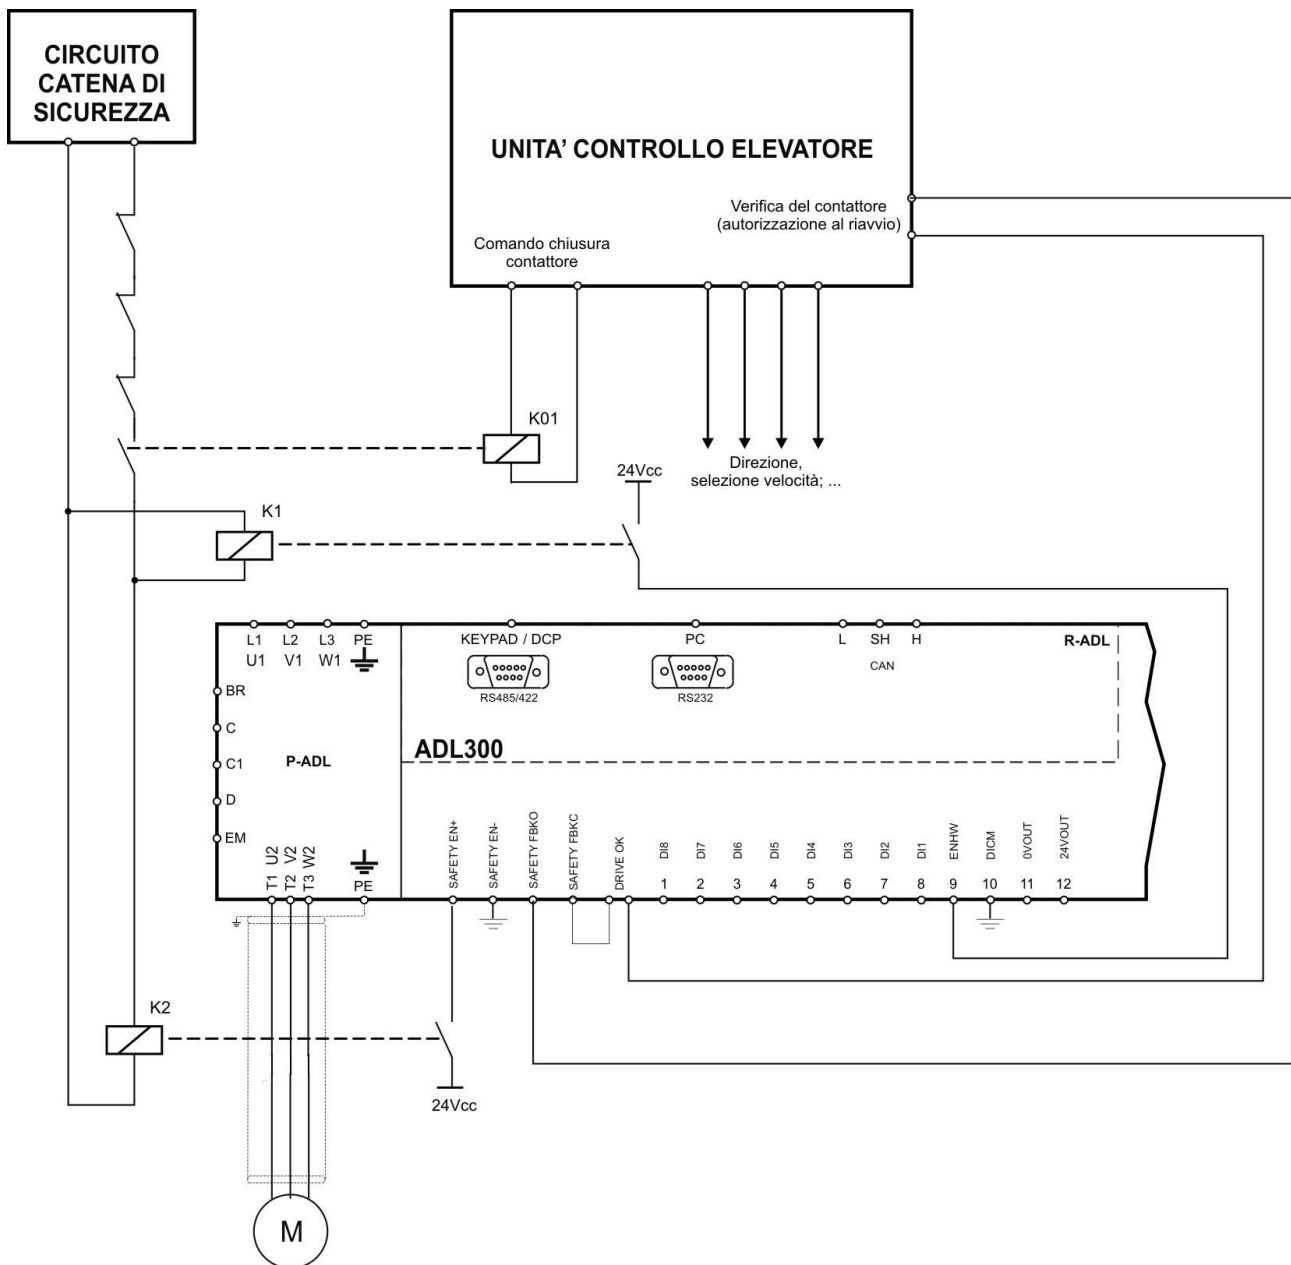 CIRCUITO
CATENA DI
SICUREZZA
UNITA’ CONTROLLO ELEVATORE
Verifica del contattore
(autorizzazione al riavvio)
Comando chiusura
contattore
K01
24Vcc
Direzione,
selezione velocità; ...
K1
L1 L2 L3 PE
U1 V1 W1
KEYPAD / DCP
RS485/422
PC
RS232
L SH H
CAN
R-ADL
BR
C
C1
D
EM
P-ADL
ADL300
T1 U2
T2 V2
T3 W2
PE
SAFETY EN+
SAFETY EN-
SAFETY FBKO
SAFETY FBKC
DRIVE OK
DI8
DI7
DI6
DI5
DI4
DI3
DI2
DI1
ENHW
DICM
0VOUT
24VOUT
1 2 3 4 5 6 7 8 9 10 11 12
K2
24Vcc
M